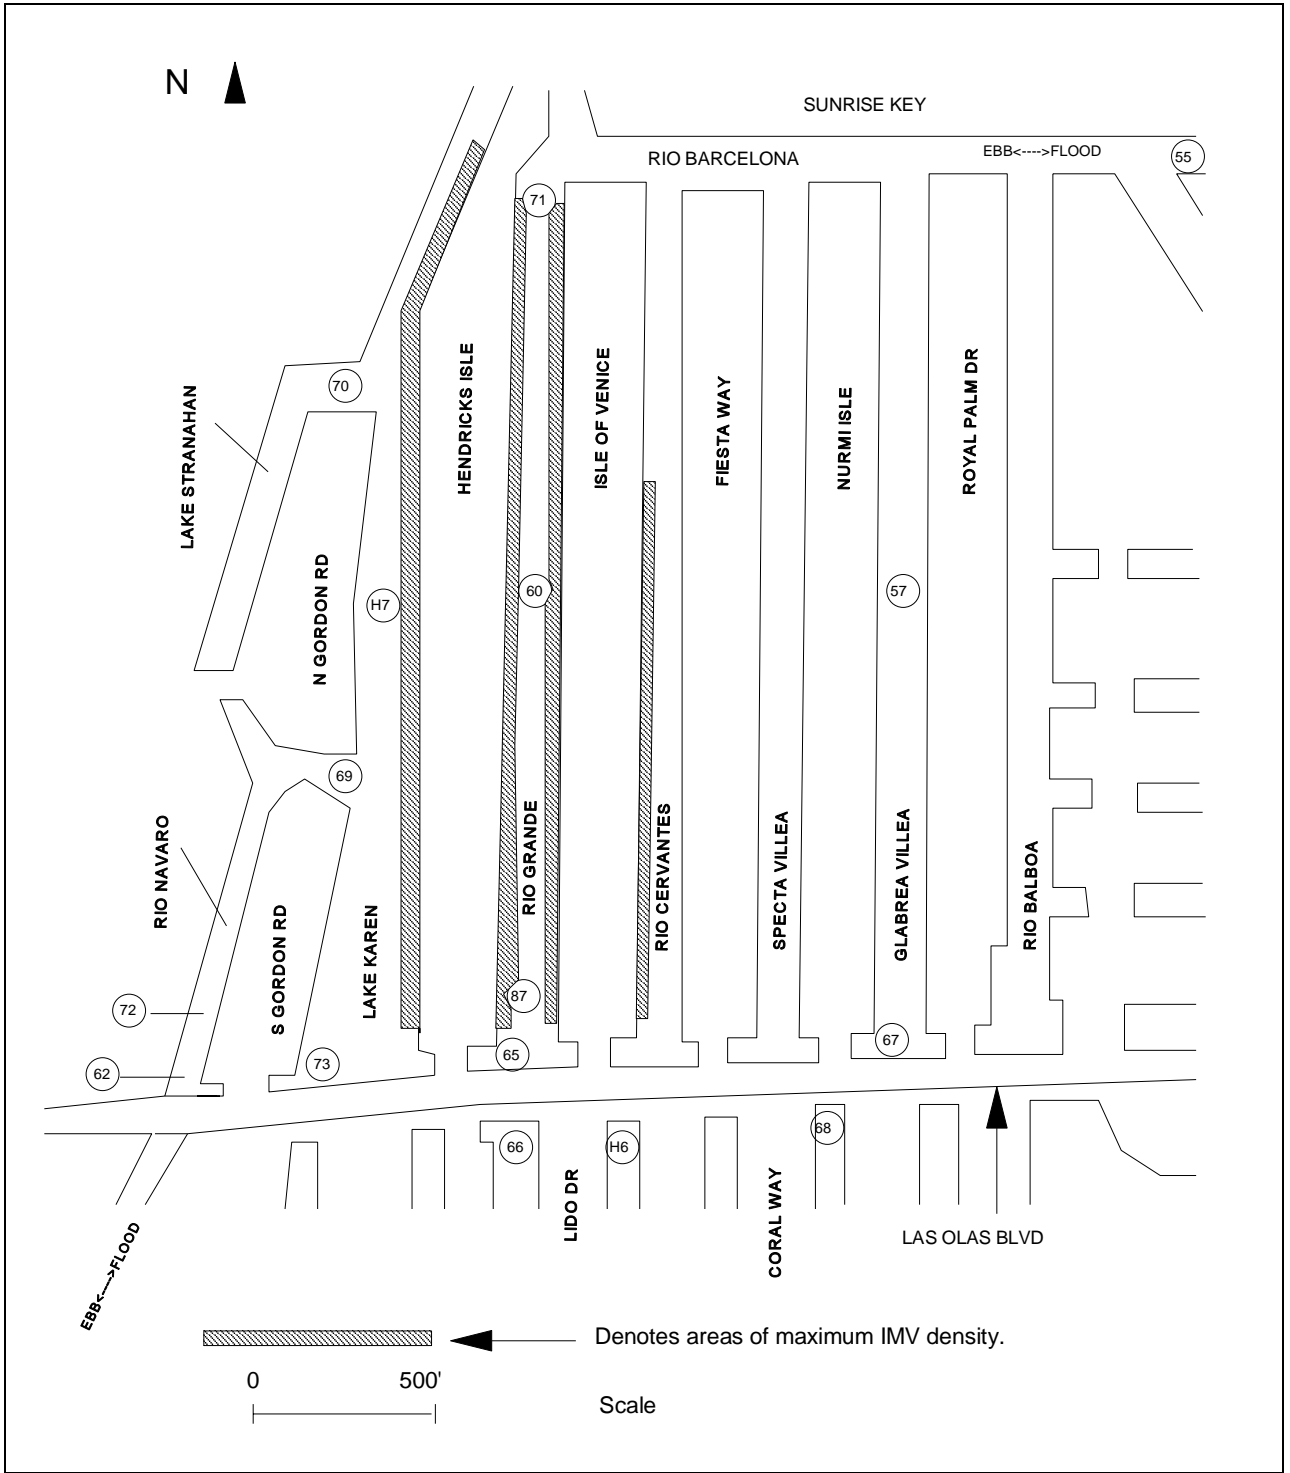 N
SUNRISE KEY
RIO BARCELONA
EBB<---->FLOOD
55
71
70
LAKE STRANAHAN
HENDRICKS ISLE
ISLE OF VENICE
FIESTA WAY
NURMI ISLE
ROYAL PALM DR
N GORDON RD
H7
60
57
69
RIO NAVARO
S GORDON RD
LAKE KAREN
RIO GRANDE
RIO CERVANTES
SPECTA VILLEA
GLABREA VILLEA
RIO BALBOA
72
87
62
73
65
67
66
H6
68
LIDO DR
CORAL WAY
LAS OLAS BLVD
EBB<---->FLOOD
Denotes areas of maximum IMV density.
0 500'
Scale